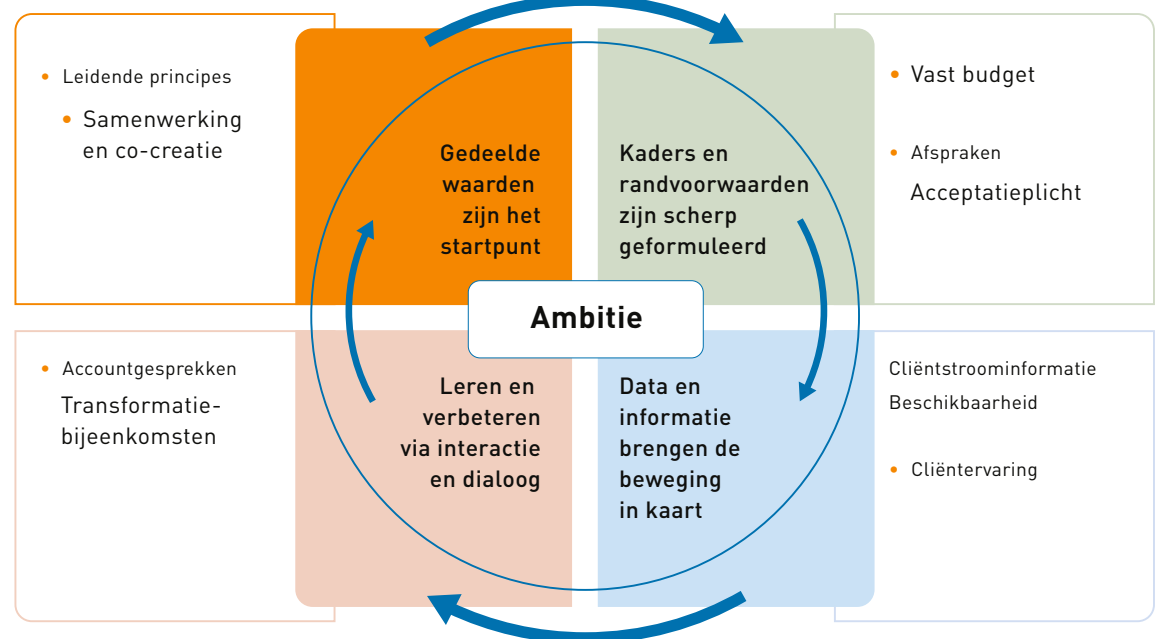 • Leidende principes
• Samenwerking
en co-creatie
Gedeelde
waarden
zijn het
startpunt
Kaders en
randvoorwaarden
zijn scherp
geformuleerd
• Vast budget
• Afspraken
Acceptatieplicht
Ambitie
• Accountgesprekken
Transformatie-
bijeenkomsten
Leren en
verbeteren
via interactie
en dialoog
Data en
informatie
brengen de
beweging
in kaart
Cliëntstroominformatie
Beschikbaarheid
• Cliëntervaring